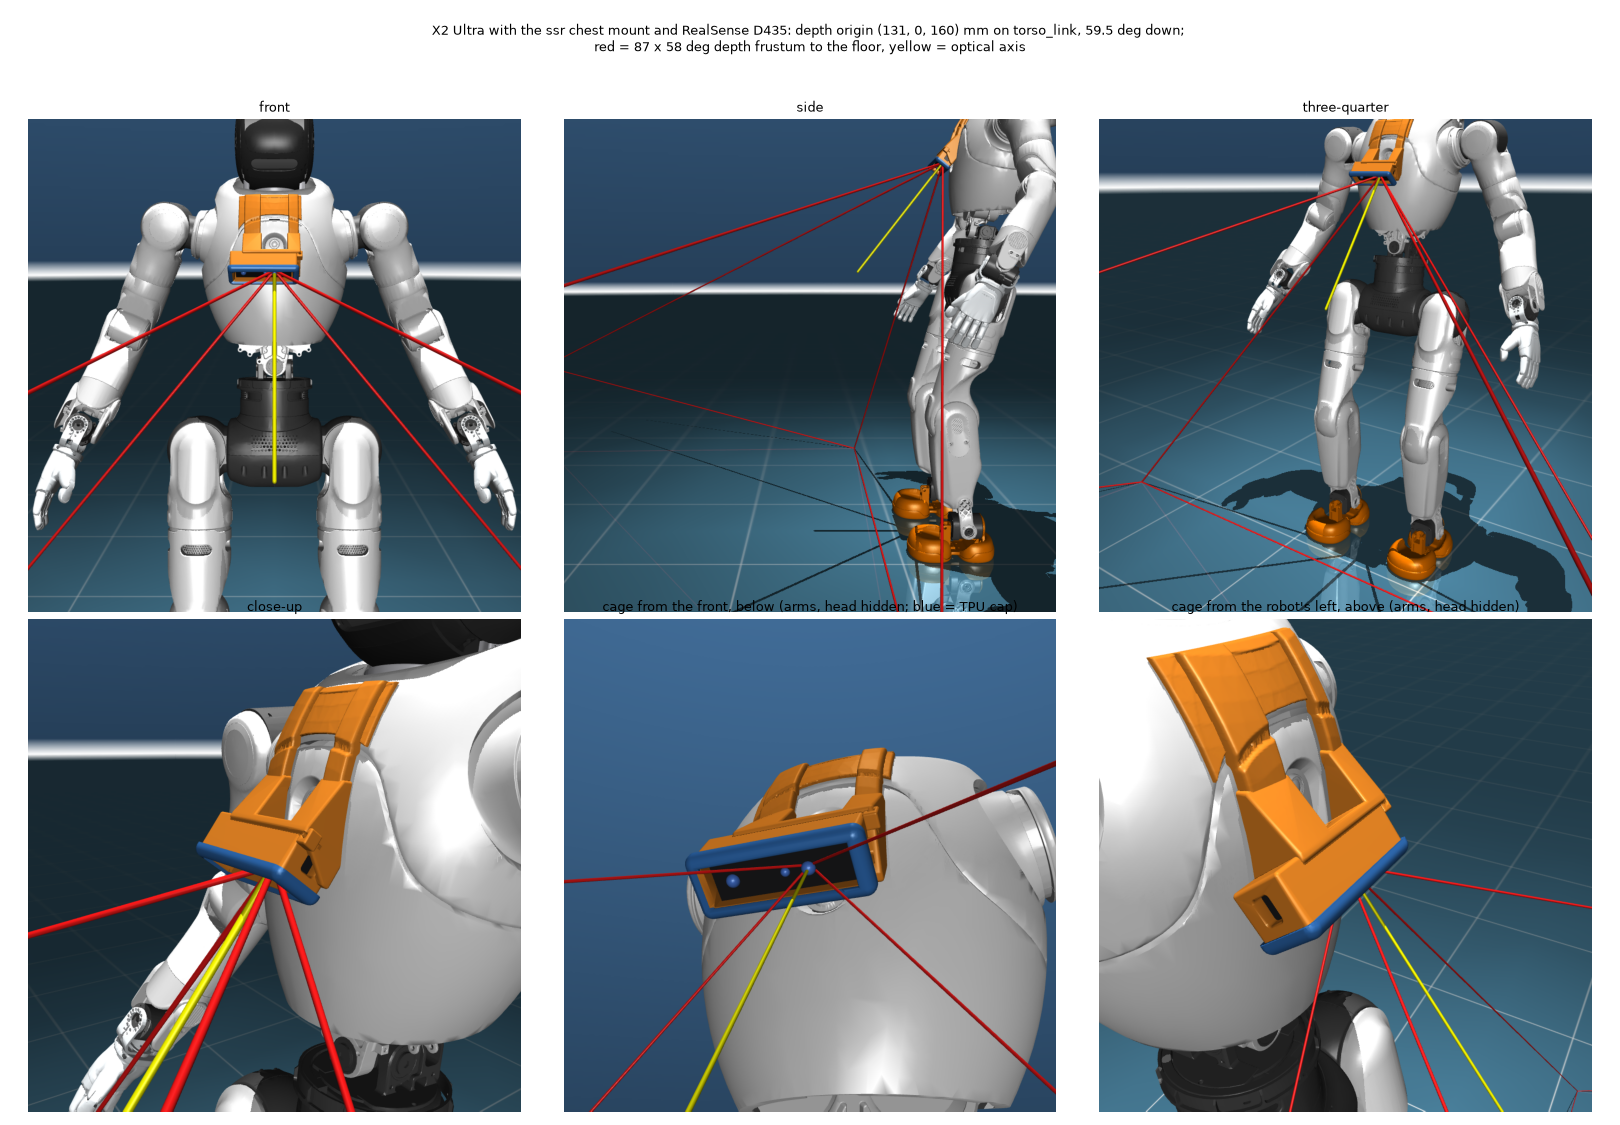 X2 Ultra with the ssr chest mount and RealSense D435: depth origin (131, 0, 160) mm on torso_link, 59.5 deg down;
red = 87 x 58 deg depth frustum to the floor, yellow = optical axis
front
side
three-quarter
close-up
cage from the front, below (arms, head hidden; blue = TPU cap)
cage from the robot's left, above (arms, head hidden)